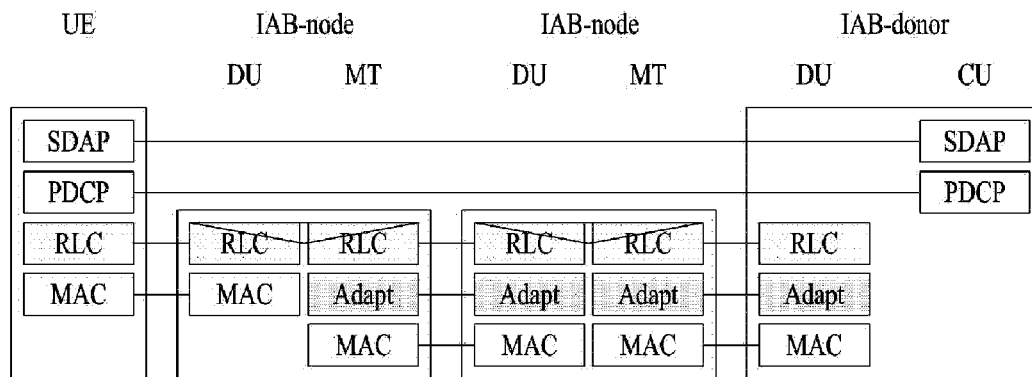 UE IAB-node IAB-node IAB-donor
DU MT DU MT DU CU
SDAP SDAP
PDCP PDCP
RLC RLC RLC RLC RLC RLC
MAC MAC Adapt Adapt Adapt Adapt
MAC MAC MAC MAC